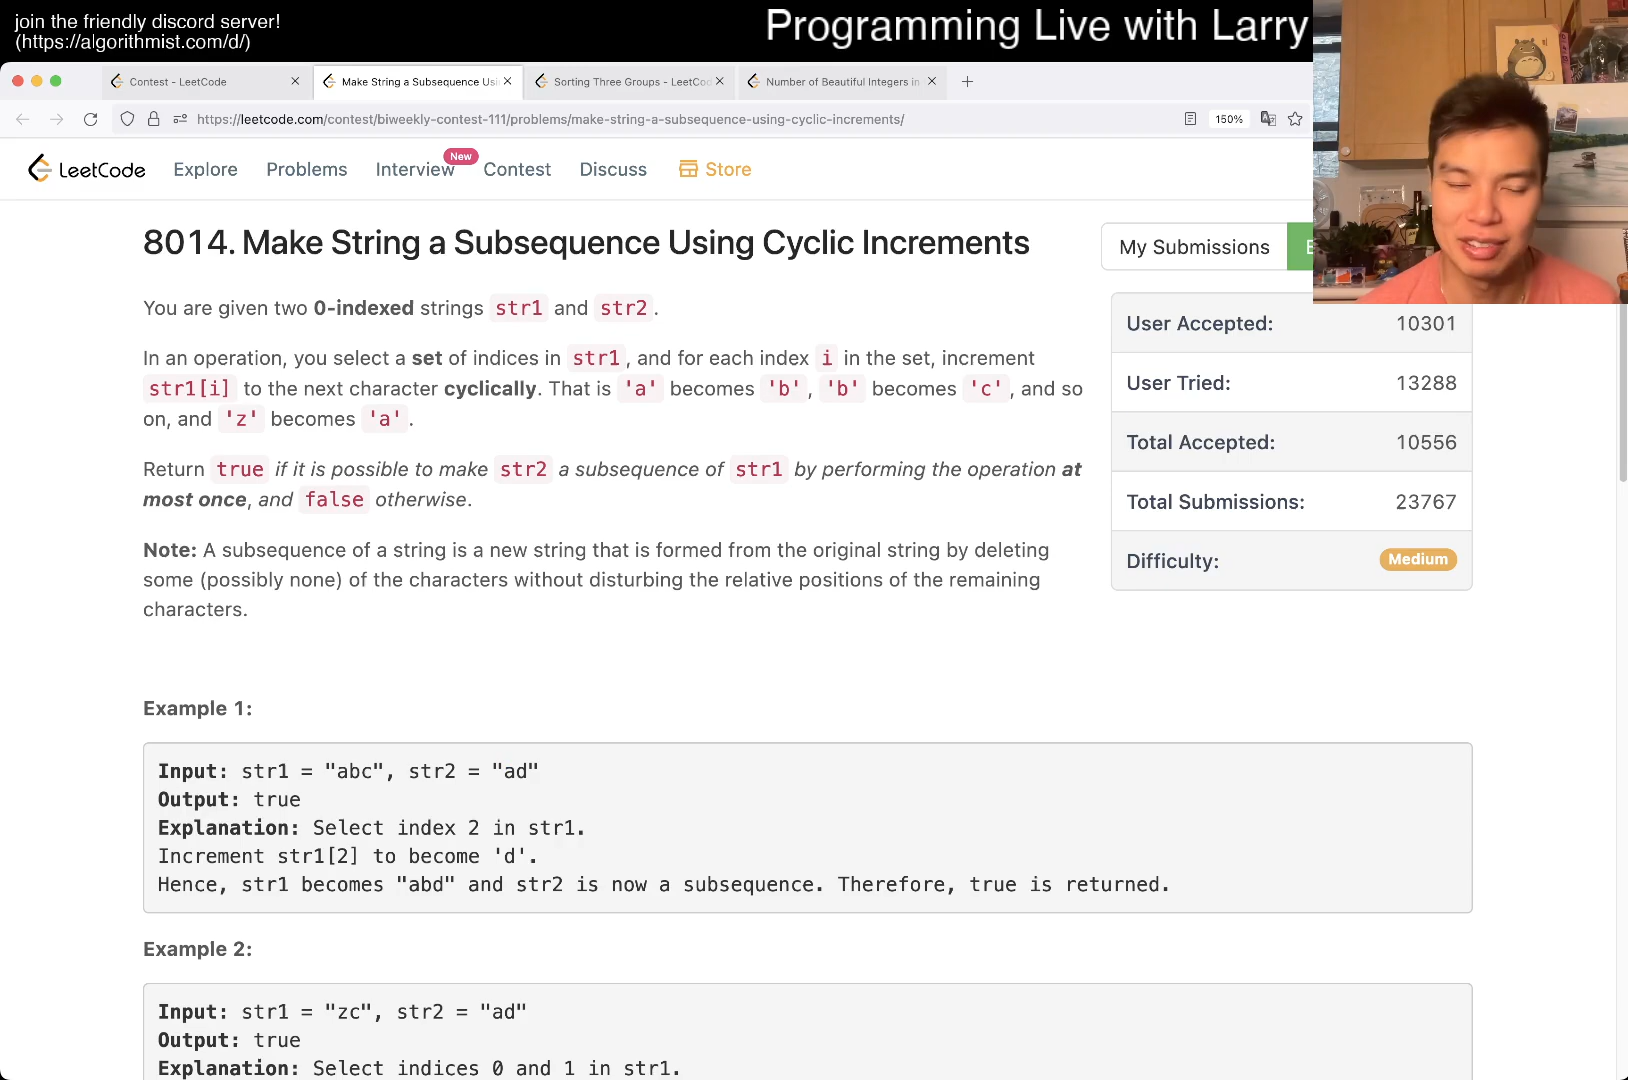 join the friendly discord server!
(https://algorithmist.com/d/)
Programming Live with Larry
Contest - LeetCode
Make String a Subsequence Usi
Sorting Three Groups - LeetCo
Number of Beautiful Integers in
https://leetcode.com/contest/biweekly-contest-111/problems/make-string-a-subsequence-using-cyclic-increments/
150%
LeetCode
Explore
Problems
Interview
New
Contest
Discuss
Store
8014. Make String a Subsequence Using Cyclic Increments
My Submissions
You are given two 0-indexed strings str1 and str2.
In an operation, you select a set of indices in str1, and for each index i in the set, increment
str1[i] to the next character cyclically. That is 'a' becomes 'b', 'b' becomes 'c', and so
on, and 'z' becomes 'a'.
Return true if it is possible to make str2 a subsequence of str1 by performing the operation at
most once, and false otherwise.
Note: A subsequence of a string is a new string that is formed from the original string by deleting
some (possibly none) of the characters without disturbing the relative positions of the remaining
characters.
User Accepted: 10301
User Tried: 13288
Total Accepted: 10556
Total Submissions: 23767
Difficulty: Medium
Example 1:
Input: str1 = "abc", str2 = "ad"
Output: true
Explanation: Select index 2 in str1.
Increment str1[2] to become 'd'.
Hence, str1 becomes "abd" and str2 is now a subsequence. Therefore, true is returned.
Example 2:
Input: str1 = "zc", str2 = "ad"
Output: true
Explanation: Select indices 0 and 1 in str1.